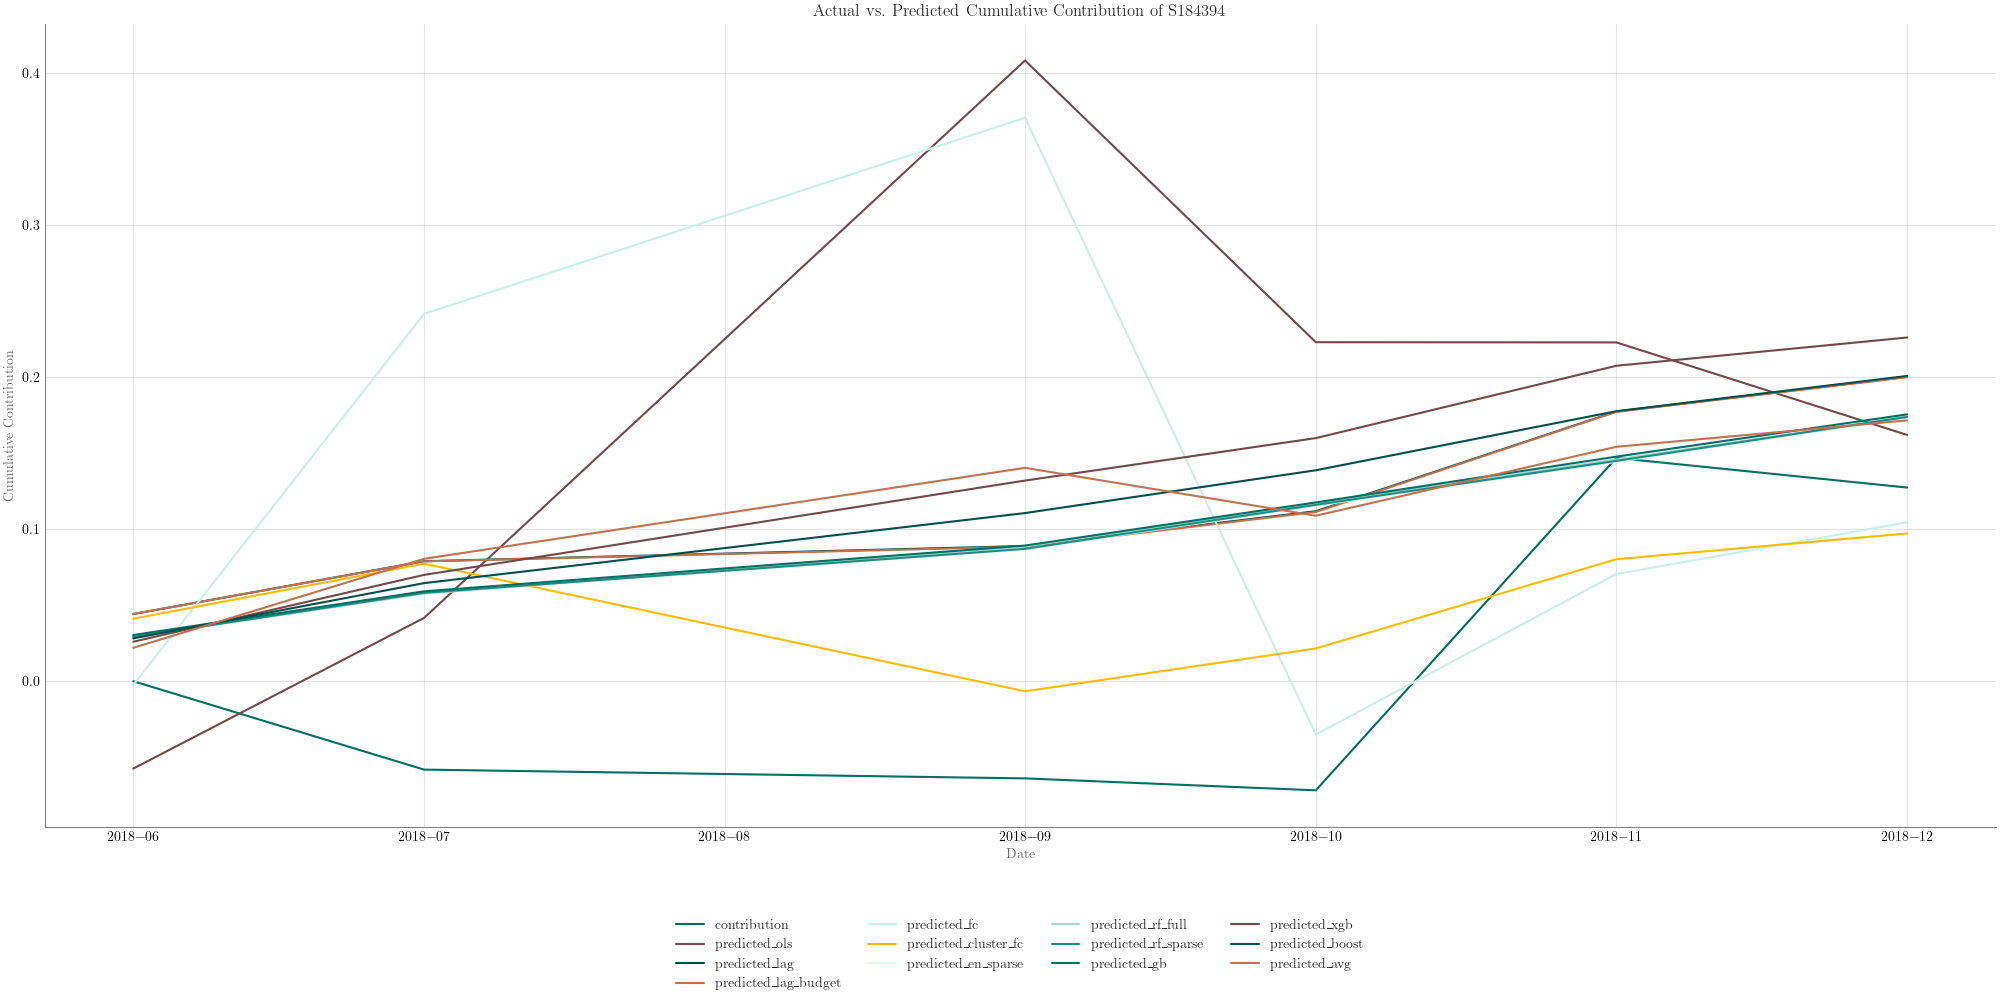 Actual vs. Predicted Cumulative Contribution of S184394
Cumulative Contribution
0.4
0.3
0.2
0.1
0.0
2018−06 2018−07 2018−08 2018−09 2018−10 2018−11 2018−12
Date
contribution predicted_fc predicted_rf_full predicted_xgb
predicted_ols predicted_cluster_fc predicted_rf_sparse predicted_boost
predicted_lag predicted_en_sparse predicted_gb predicted_avg
predicted_lag_budget